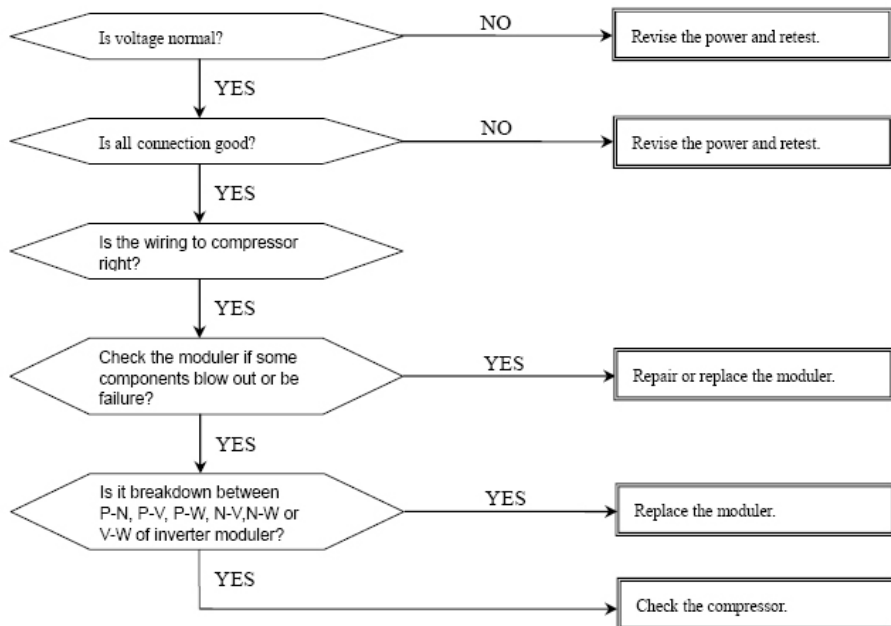 Is voltage normal?
NO
Revise the power and retest.
YES
Is all connection good?
NO
Revise the power and retest.
YES
Is the wiring to compressor
right?
YES
Check the moduler if some
components blow out or be
failure?
YES
Repair or replace the moduler.
YES
Is it breakdown between
P-N, P-V, P-W, N-V,N-W or
V-W of inverter moduler?
YES
Replace the moduler.
YES
Check the compressor.